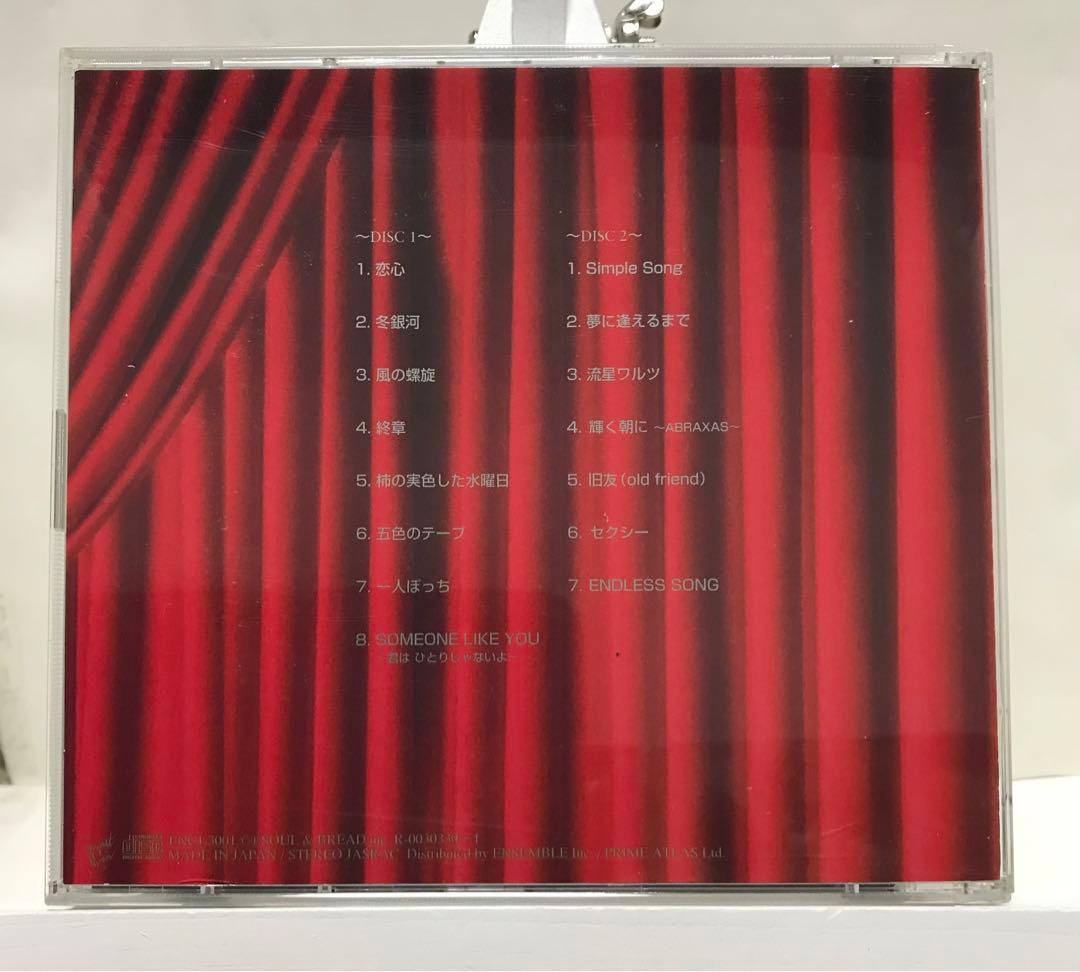 ～DISC 1～
1. 恋心
2. 冬銀河
3. 風の螺旋
4. 終章
5. 柿の実色した水曜日
6. 五色のテープ
7. 一人ぼっち
8. SOMEONE LIKE YOU
～君は ひとりじゃないよ～
～DISC 2～
1. Simple Song
2. 夢に逢えるまで
3. 流星ワルツ
4. 輝く朝に ～ABRAXAS～
5. 旧友(old friend)
6. セクシー
7. ENDLESS SONG
SOUL & BREAD inc.
MADE IN JAPAN / STEREO JASRAC Distributed by ENSEMBLE Inc. / PRIME ATLAS Ltd.